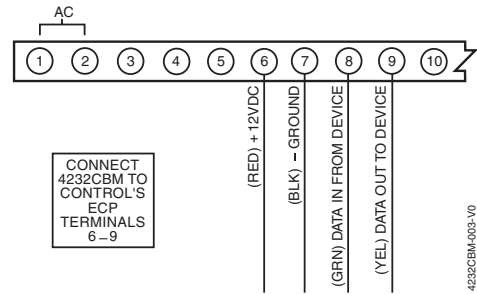 AC
1 2 3 4 5 6 7 8 9 10
(RED) +12VDC
(BLK) – GROUND
(GRN) DATA IN FROM DEVICE
(YEL) DATA OUT TO DEVICE
CONNECT
4232CBM TO
CONTROL'S
ECP
TERMINALS
6–9
4232CBM-003-V0